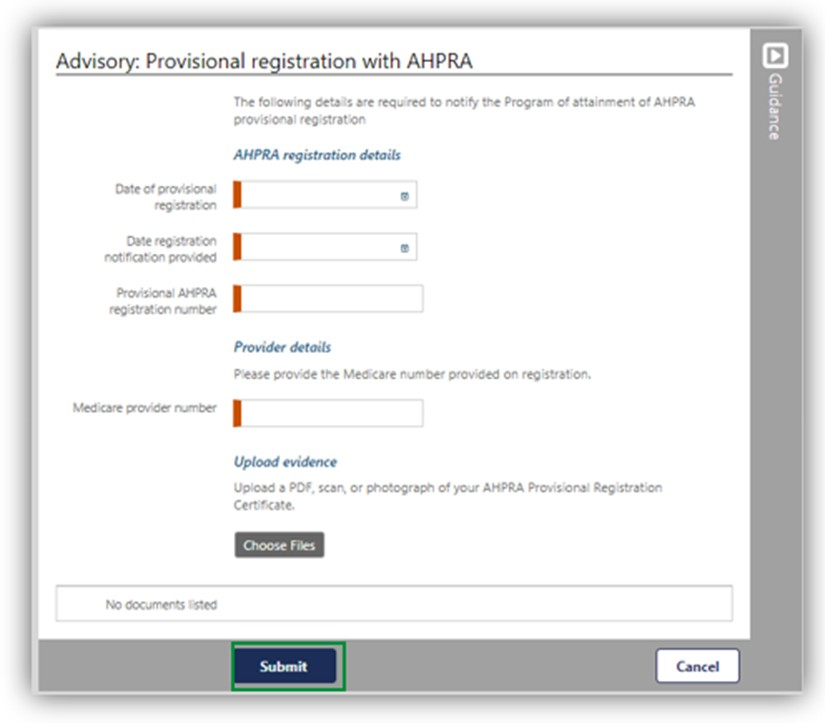 Advisory: Provisional registration with AHPRA
Guidance
The following details are required to notify the Program of attainment of AHPRA
provisional registration
AHPRA registration details
Date of provisional
registration
Date registration
notification provided
Provisional AHPRA
registration number
Provider details
Please provide the Medicare number provided on registration.
Medicare provider number
Upload evidence
Upload a PDF, scan, or photograph of your AHPRA Provisional Registration
Certificate.
Choose Files
No documents listed
Submit
Cancel